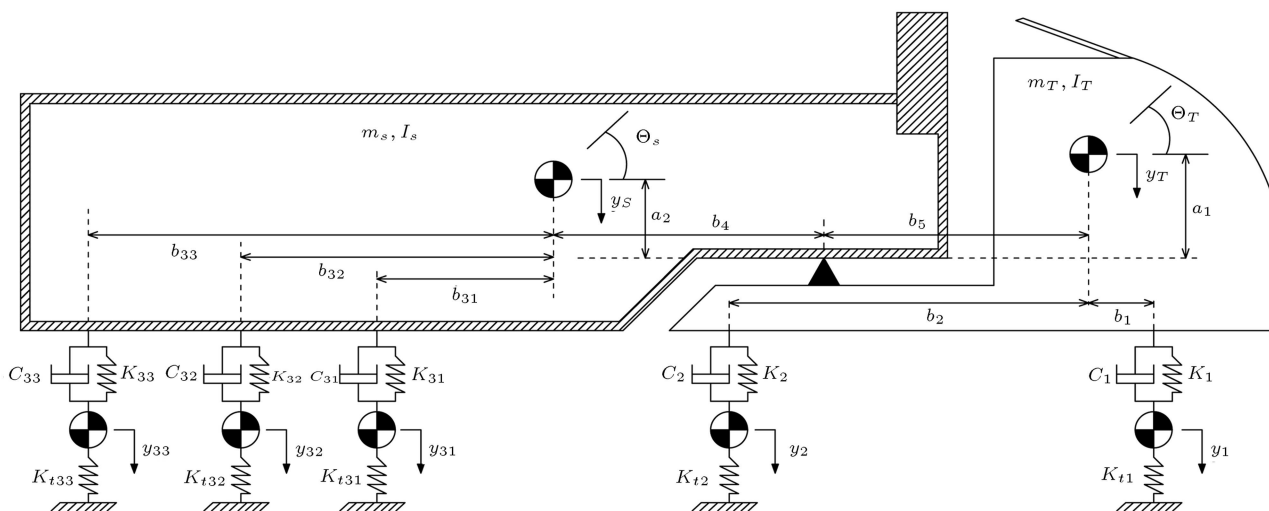 m_T, I_T
m_s, I_s
Θ_s
Θ_T
y_S
a_2
y_T
a_1
b_4
b_5
b_33
b_32
b_31
b_2
b_1
C_33
K_33
C_32
K_32
C_31
K_31
C_2
K_2
C_1
K_1
y_33
y_32
y_31
y_2
y_1
K_t33
K_t32
K_t31
K_t2
K_t1